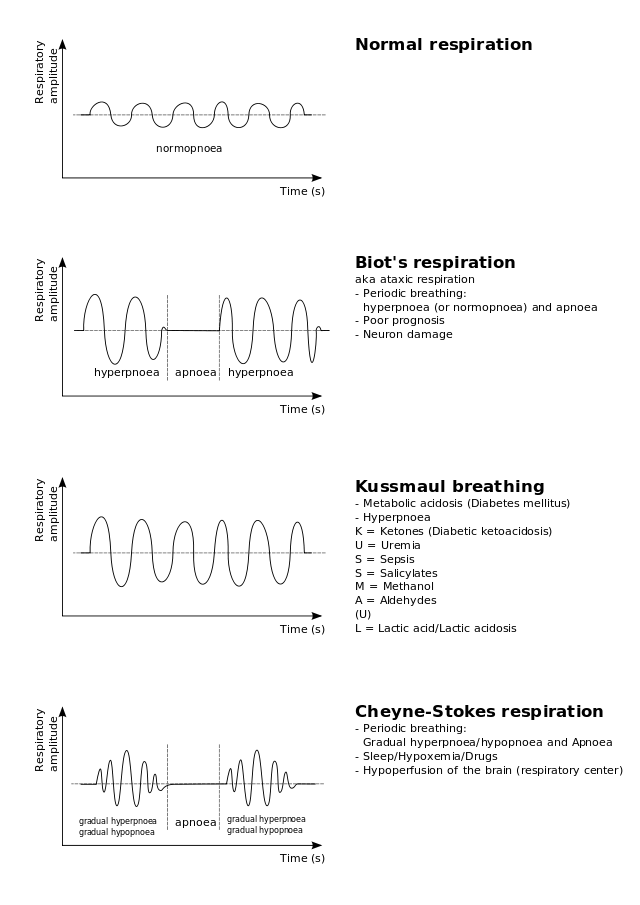 Normal respiration
Respiratory
amplitude
normopnoea
Time (s)
Biot's respiration
aka ataxic respiration
- Periodic breathing:
hyperpnoea (or normopnoea) and apnoea
- Poor prognosis
- Neuron damage
Respiratory
amplitude
hyperpnoea
apnoea
hyperpnoea
Time (s)
Kussmaul breathing
- Metabolic acidosis (Diabetes mellitus)
- Hyperpnoea
K = Ketones (Diabetic ketoacidosis)
U = Uremia
S = Sepsis
S = Salicylates
M = Methanol
A = Aldehydes
(U)
L = Lactic acid/Lactic acidosis
Respiratory
amplitude
Time (s)
Cheyne-Stokes respiration
- Periodic breathing:
Gradual hyperpnoea/hypopnoea and Apnoea
- Sleep/Hypoxemia/Drugs
- Hypoperfusion of the brain (respiratory center)
Respiratory
amplitude
gradual hyperpnoea
gradual hypopnoea
apnoea
gradual hyperpnoea
gradual hypopnoea
Time (s)